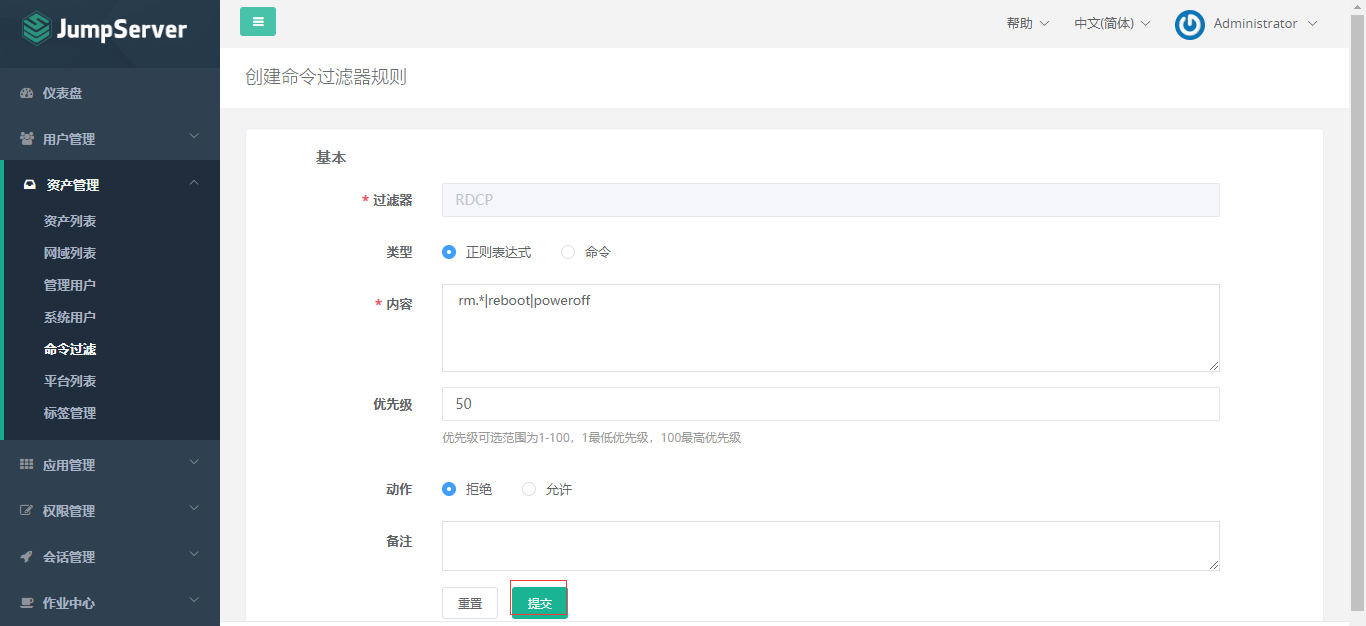 JumpServer
帮助
中文(简体)
Administrator
仪表盘
用户管理
资产管理
资产列表
网域列表
管理用户
系统用户
命令过滤
平台列表
标签管理
应用管理
权限管理
会话管理
作业中心
创建命令过滤器规则
基本
* 过滤器 RDCP
类型 正则表达式 命令
* 内容 rm.*|reboot|poweroff
优先级 50
优先级可选范围为1-100，1最低优先级，100最高优先级
动作 拒绝 允许
备注
重置 提交